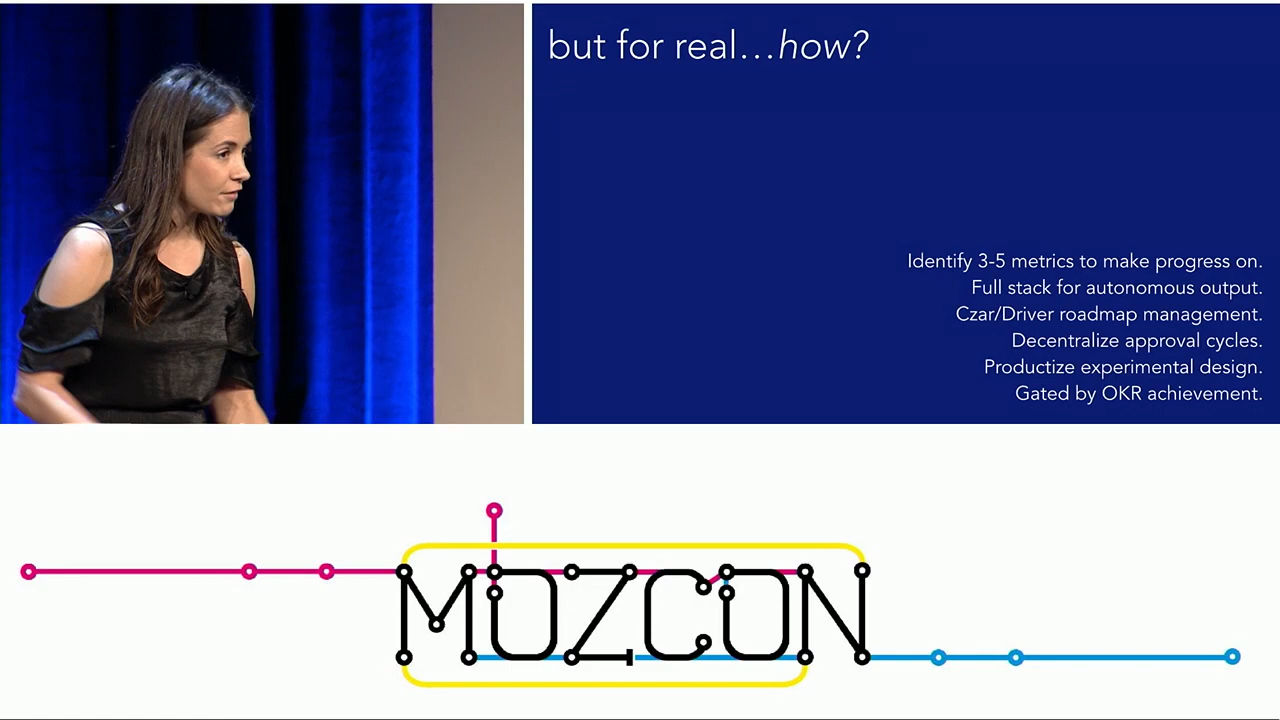 but for real...how?
Identify 3-5 metrics to make progress on.
Full stack for autonomous output.
Czar/Driver roadmap management.
Decentralize approval cycles.
Productize experimental design.
Gated by OKR achievement.
MOZCON